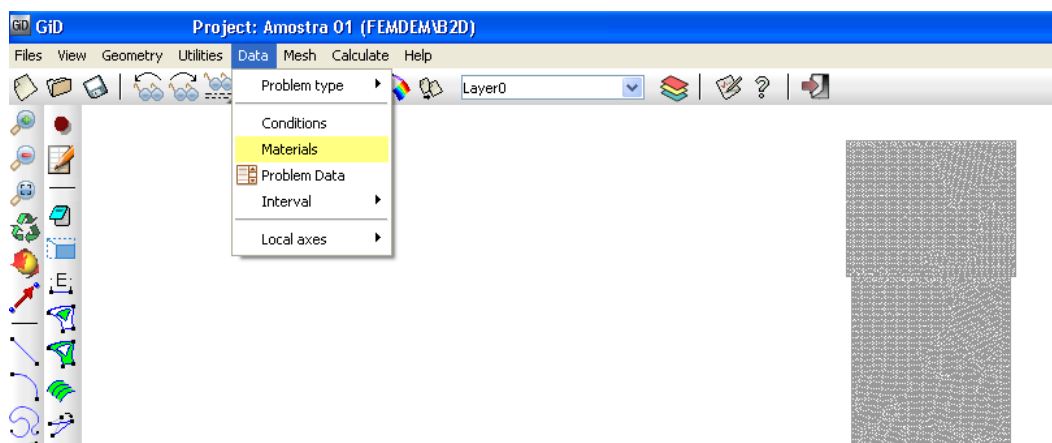 GiD GiD Project: Amostra 01 (FEMDEM\B2D)
Files View Geometry Utilities Data Mesh Calculate Help
Problem type
Layer0
?
Conditions
Materials
Problem Data
Interval
Local axes
E